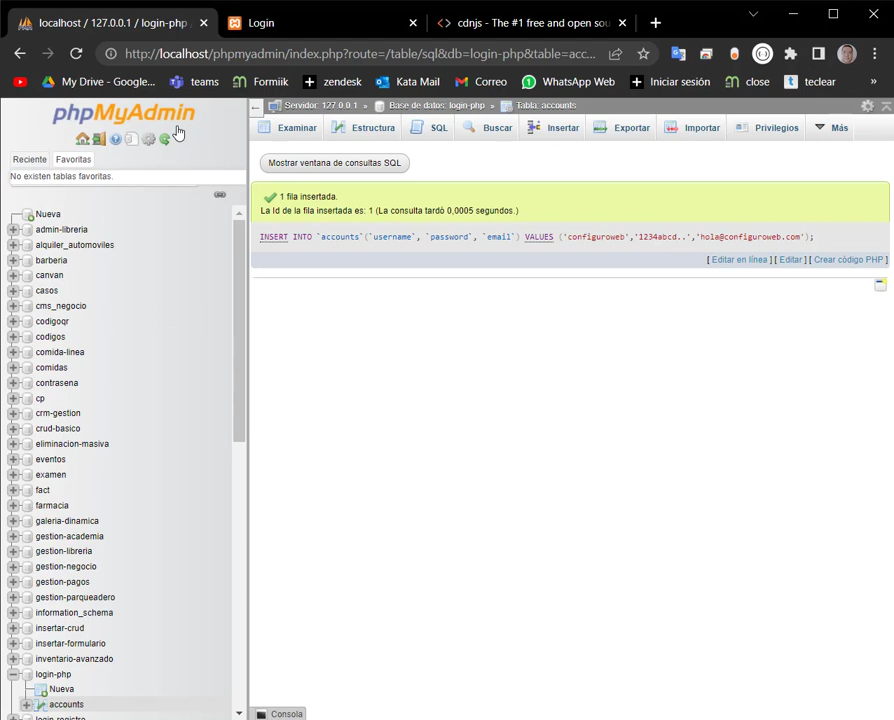 localhost / 127.0.0.1 / login-php
Login
cdnjs - The #1 free and open sou
http://localhost/phpmyadmin/index.php?route=/table/sql&db=login-php&table=acc...
My Drive - Google...
teams
Formiik
zendesk
Kata Mail
Correo
WhatsApp Web
Iniciar sesión
close
teclear
phpMyAdmin
Servidor: 127.0.0.1
Base de datos: login-php
Tabla: accounts
Examinar
Estructura
SQL
Buscar
Insertar
Exportar
Importar
Privilegios
Más
Reciente
Favoritas
No existen tablas favoritas.
Mostrar ventana de consultas SQL
1 fila insertada.
La Id de la fila insertada es: 1 (La consulta tardó 0,0005 segundos.)
INSERT INTO `accounts`(`username`, `password`, `email`) VALUES ('configuroweb','1234abcd..','hola@configuroweb.com');
[ Editar en línea ] [ Editar ] [ Crear código PHP ]
Nueva
admin-libreria
alquiler_automoviles
barberia
canvan
casos
cms_negocio
codigoqr
codigos
comida-linea
comidas
contrasena
cp
crm-gestion
crud-basico
eliminacion-masiva
eventos
examen
fact
farmacia
galeria-dinamica
gestion-academia
gestion-libreria
gestion-negocio
gestion-pagos
gestion-parqueadero
information_schema
insertar-crud
insertar-formulario
inventario-avanzado
login-php
Nueva
accounts
login-registro
Consola